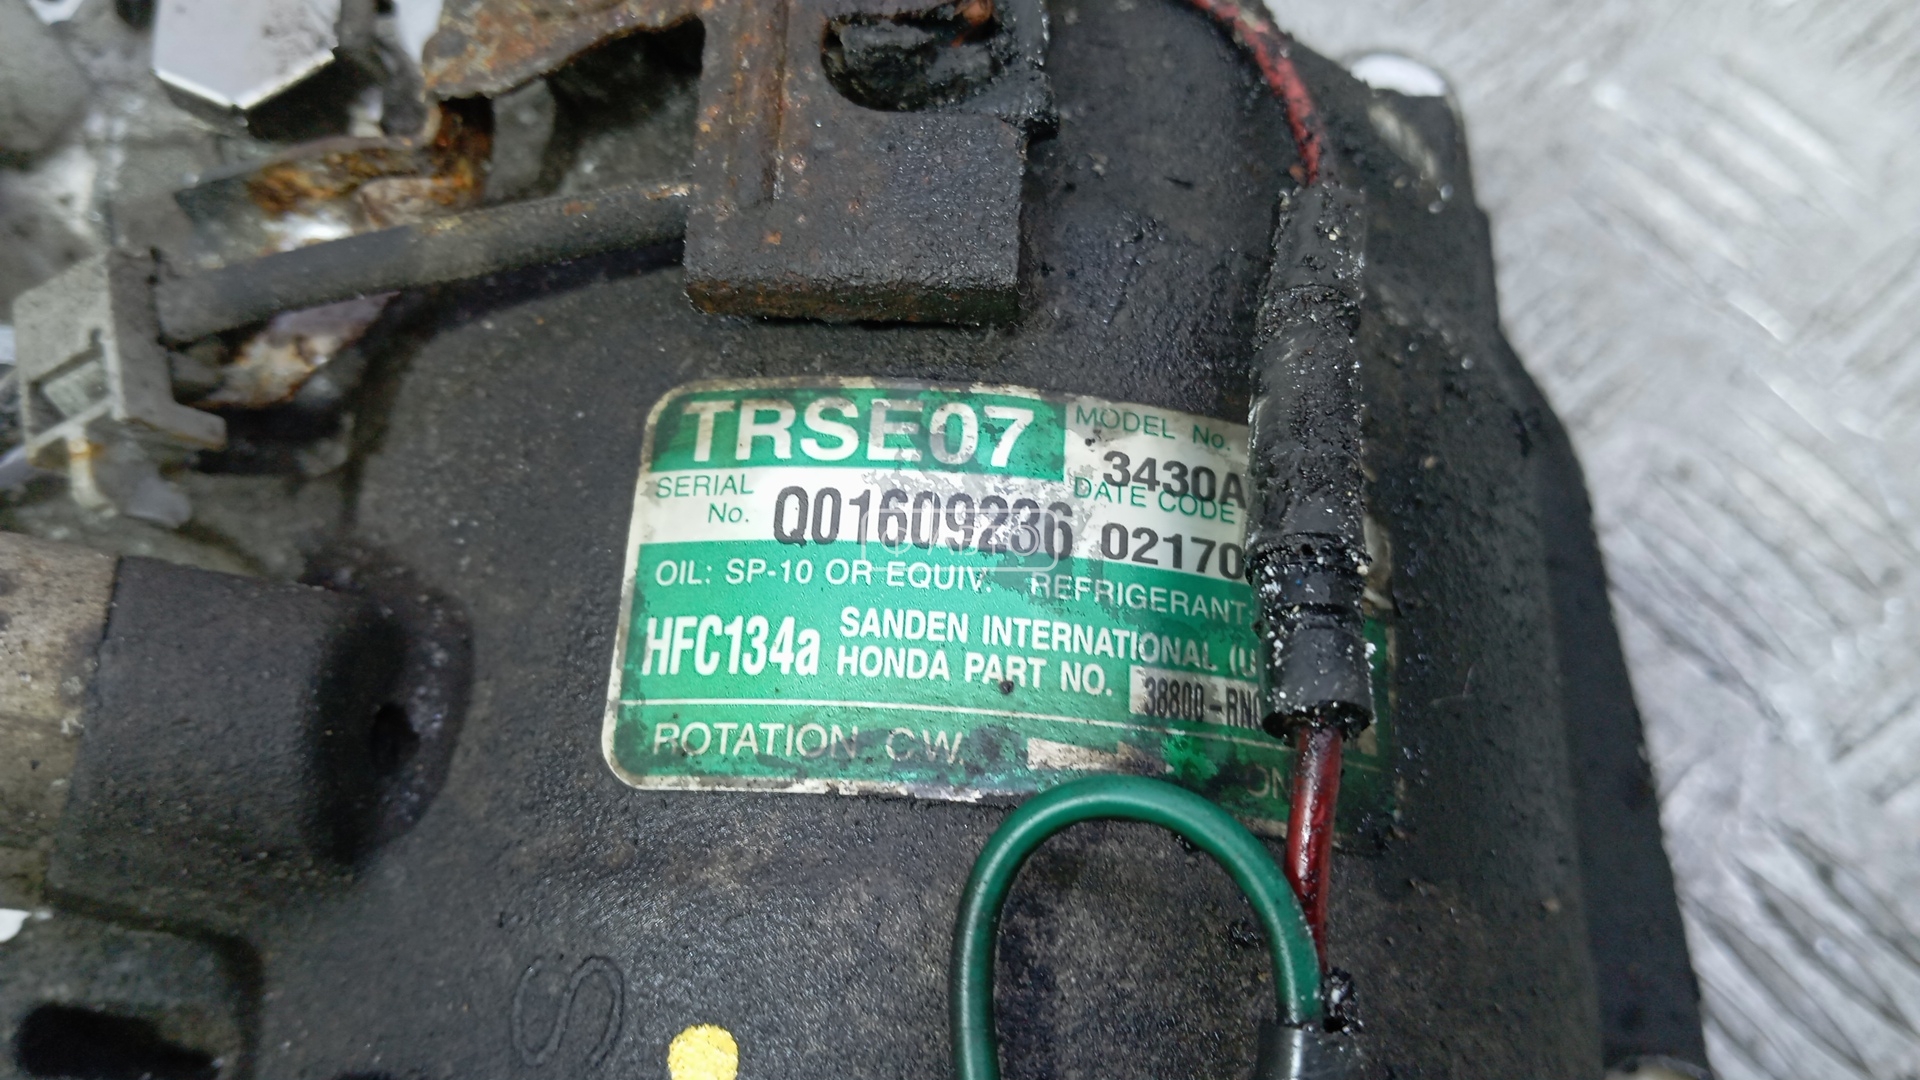 TRSE07 MODEL No.
3430A
SERIAL No. Q01609236 DATE CODE
02170
OIL: SP-10 OR EQUIV. REFRIGERANT:
HFC134a SANDEN INTERNATIONAL
HONDA PART NO. 38800-RN
ROTATION CW
S